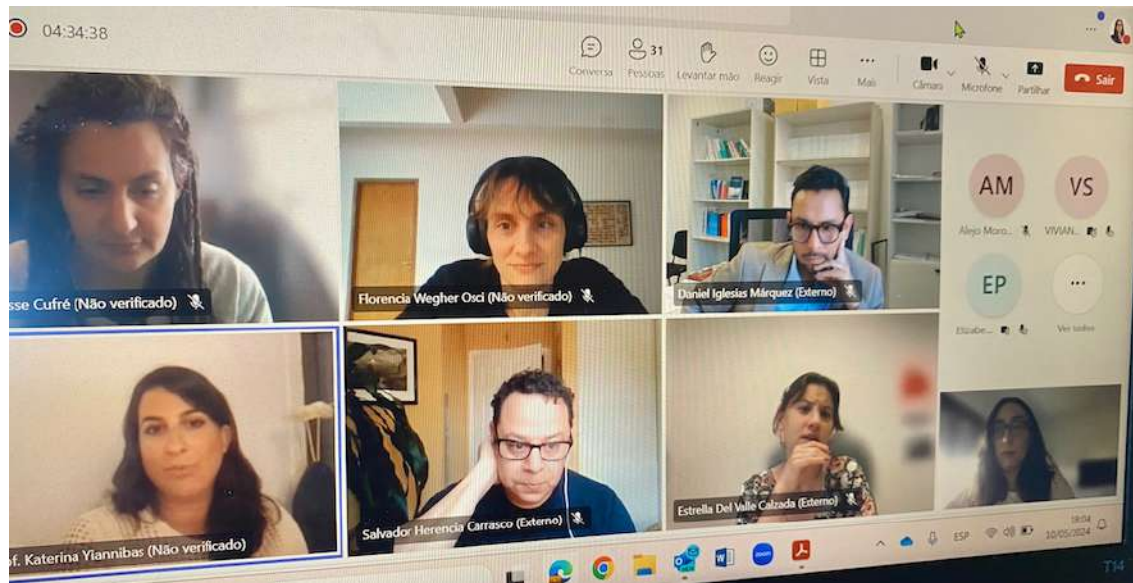 04:34:38
31
Conversa Pessoas Levantar mão Reagir Vista Mais Câmara Microfone Partilhar Sair
sse Cufré (Não verificado)
Florencia Wegher Osci (Não verificado)
Daniel Iglesias Márquez (Externo)
AM
VS
Alejo Moro...
VIVIAN...
EP
...
Elizabe...
Ver todos
of. Katerina Yiannibas (Não verificado)
Salvador Herencia Carrasco (Externo)
Estrella Del Valle Calzada (Externo)
W
zoom
ESP
18:04
10/05/2024
T14